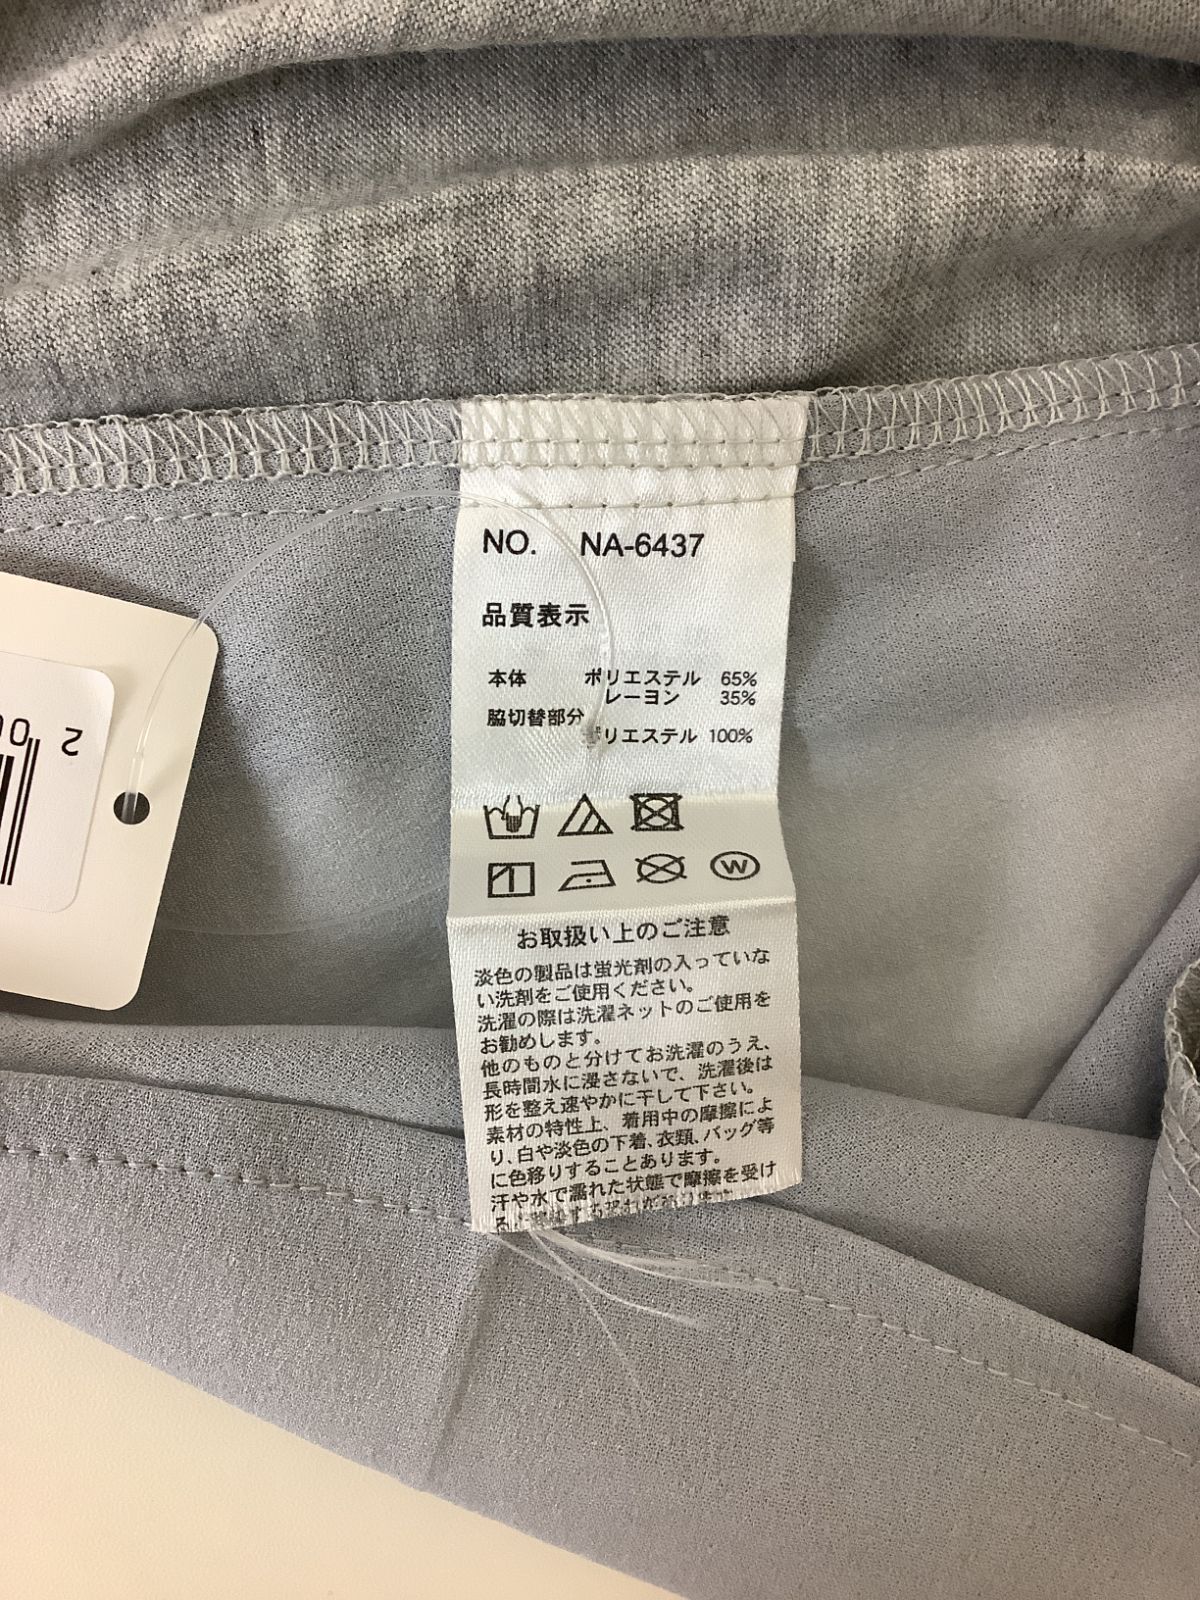 NO. NA-6437
品質表示
本体 ポリエステル 65%
レーヨン 35%
脇切替部分
ポリエステル 100%
W
お取扱い上のご注意
淡色の製品は蛍光剤の入っていな
い洗剤をご使用ください。
洗濯の際は洗濯ネットのご使用を
お勧めします。
他のものと分けてお洗濯のうえ、
長時間水に浸さないで、洗濯後は
形を整え速やかに干して下さい。
素材の特性上、着用中の摩擦によ
り、白や淡色の下着、衣類、バッグ等
に色移りすることあります。
汗や水で濡れた状態で摩擦を受け
2 0